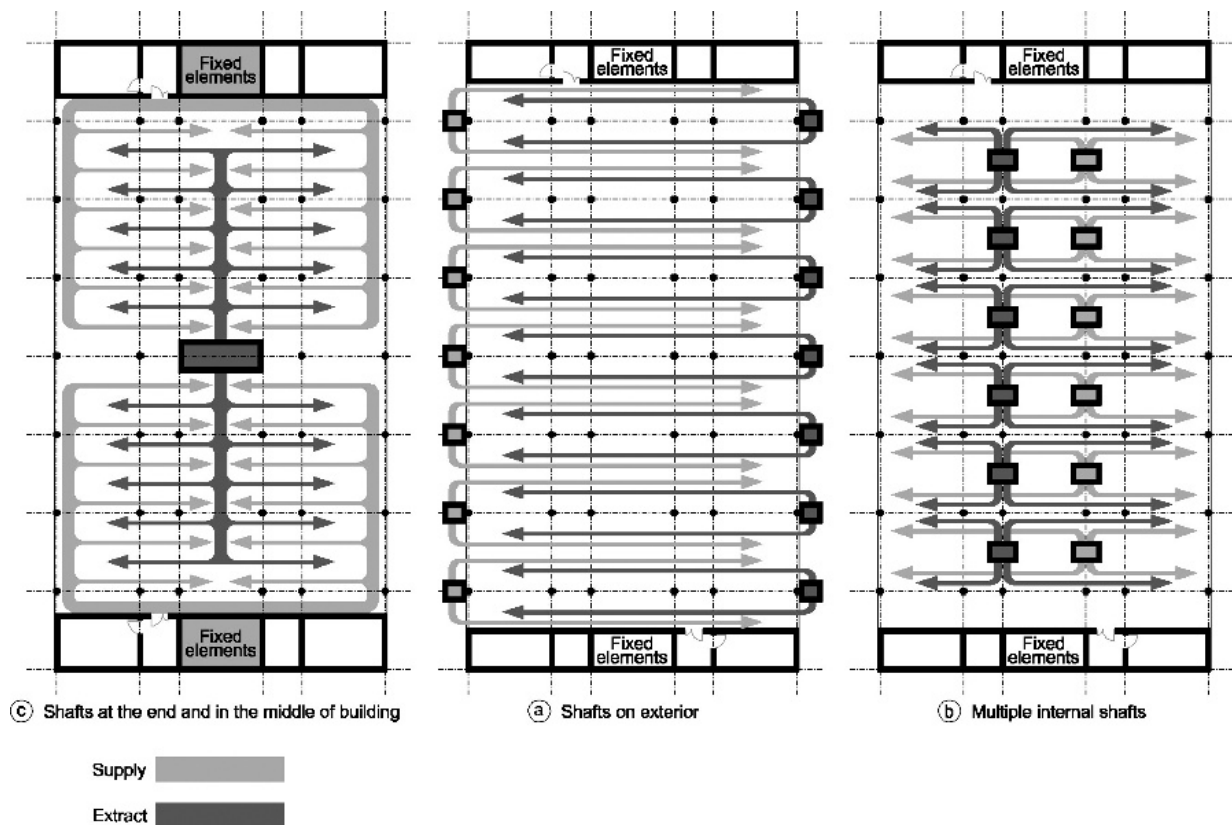 Fixed
elements
Fixed
elements
Fixed
elements
Fixed
elements
Fixed
elements
Fixed
elements
c Shafts at the end and in the middle of building
a Shafts on exterior
b Multiple internal shafts
Supply
Extract